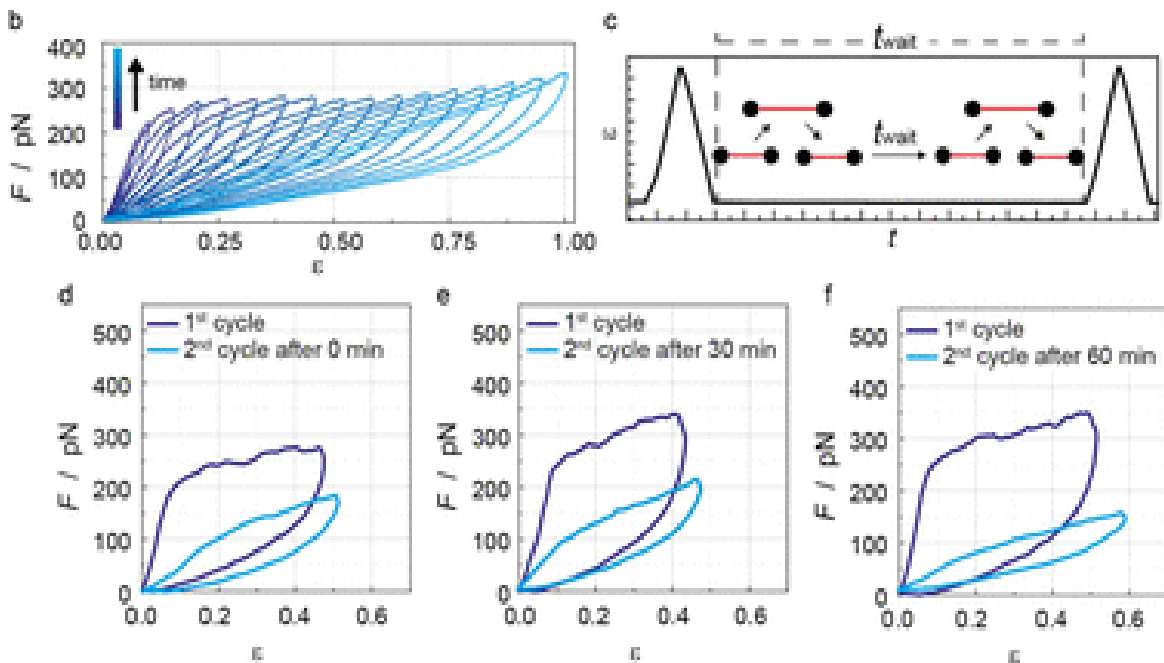 b
400
300
200
100
0
F / pN
time
0.00
0.25
0.50
0.75
1.00
ε
c
twait
ε
twait
t
d
1st cycle
2nd cycle after 0 min
500
400
300
200
100
0
F / pN
0.0
0.2
0.4
0.6
ε
e
1st cycle
2nd cycle after 30 min
500
400
300
200
100
0
F / pN
0.0
0.2
0.4
0.6
ε
f
1st cycle
2nd cycle after 60 min
500
400
300
200
100
0
F / pN
0.0
0.2
0.4
0.6
ε